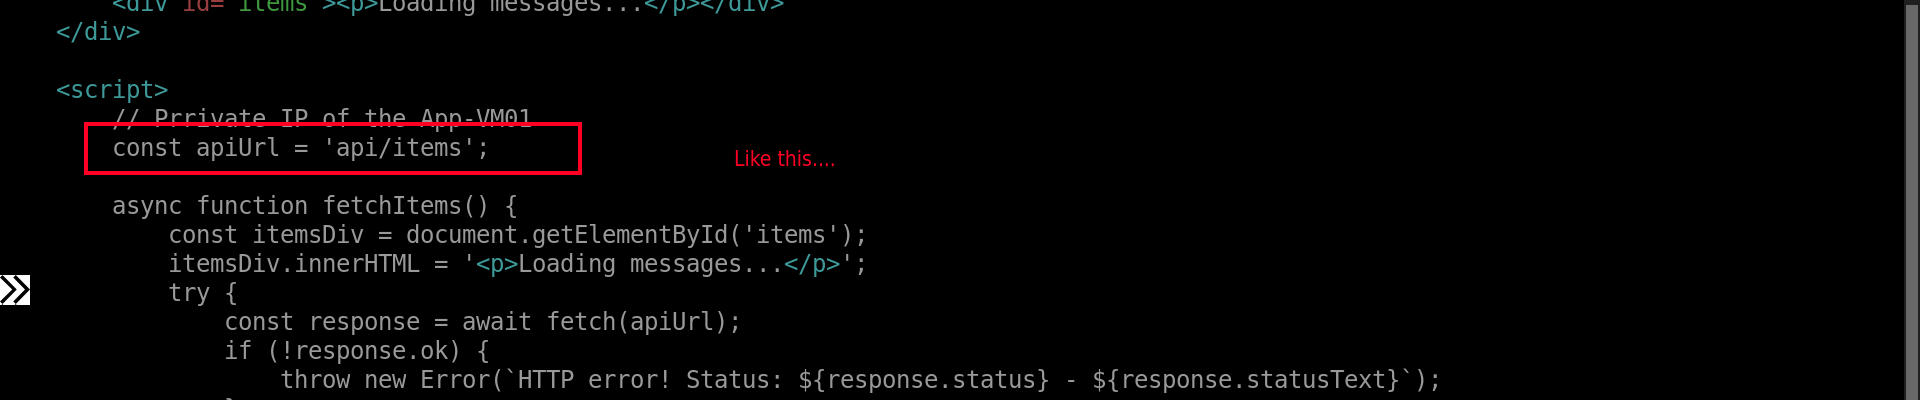 <div id="items"><p>Loading messages...</p></div>
</div>
<script>
// Prrivate IP of the App-VM01
const apiUrl = 'api/items';
Like this....
async function fetchItems() {
const itemsDiv = document.getElementById('items');
itemsDiv.innerHTML = '<p>Loading messages...</p>';
try {
const response = await fetch(apiUrl);
if (!response.ok) {
throw new Error(`HTTP error! Status: ${response.status} - ${response.statusText}`);
}